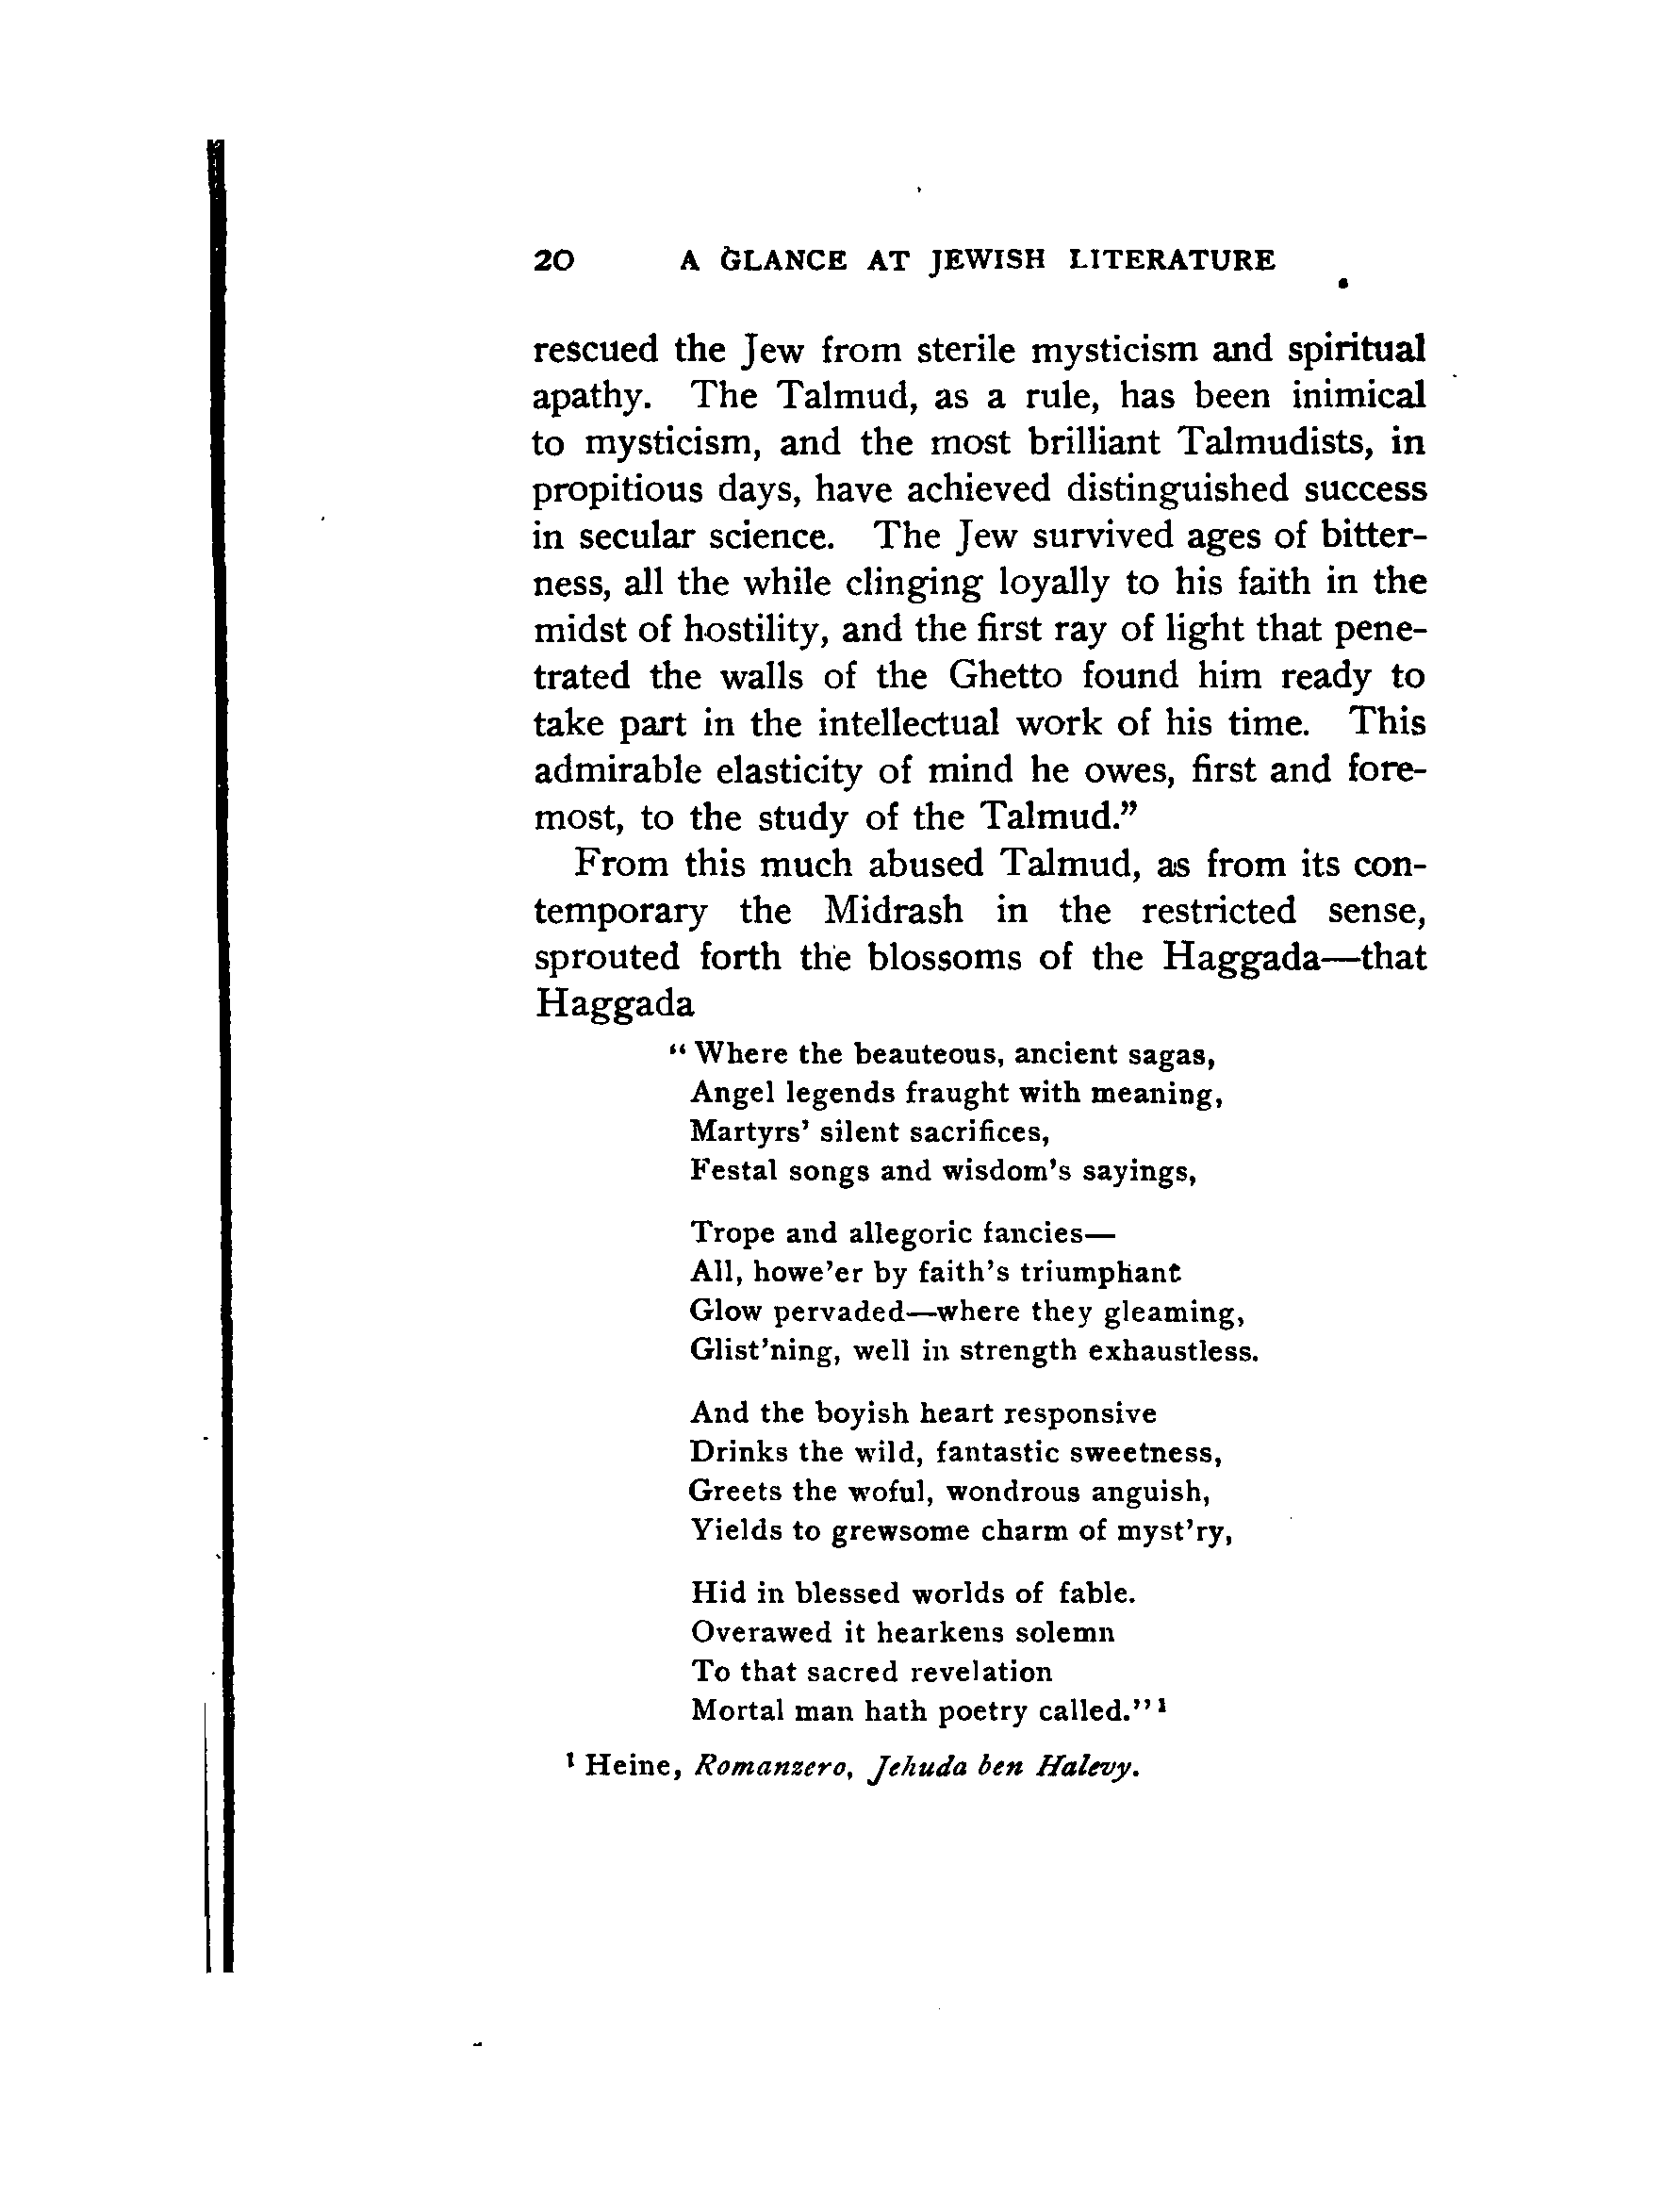 20 A GLANCE AT JEWISH LITERATURE
rescued the Jew from sterile mysticism and spiritual
apathy. The Talmud, as a rule, has been inimical
to mysticism, and the most brilliant Talmudists, in
propitious days, have achieved distinguished success
in secular science. The Jew survived ages of bitter-
ness, all the while clinging loyally to his faith in the
midst of hostility, and the first ray of light that pene-
trated the walls of the Ghetto found him ready to
take part in the intellectual work of his time. This
admirable elasticity of mind he owes, first and fore-
most, to the study of the Talmud.”
From this much abused Talmud, as from its con-
temporary the Midrash in the restricted sense,
sprouted forth the blossoms of the Haggada—that
Haggada
“Where the beauteous, ancient sagas,
Angel legends fraught with meaning,
Martyrs’ silent sacrifices,
Festal songs and wisdom’s sayings,
Trope and allegoric fancies—
All, howe’er by faith’s triumphant
Glow pervaded—where they gleaming,
Glist’ning, well in strength exhaustless.
And the boyish heart responsive
Drinks the wild, fantastic sweetness,
Greets the woful, wondrous anguish,
Yields to grewsome charm of myst’ry,
Hid in blessed worlds of fable.
Overawed it hearkens solemn
To that sacred revelation
Mortal man hath poetry called.”¹
¹ Heine, Romanzero, Jehuda ben Halevy.